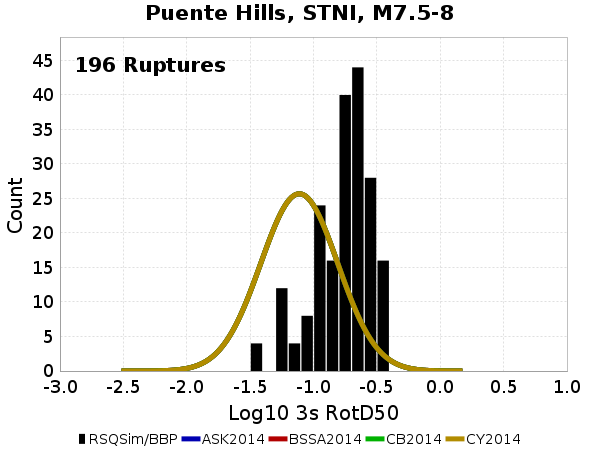 Puente Hills, STNI, M7.5-8
196 Ruptures
Count
45
40
35
30
25
20
15
10
5
0
-3.0 -2.5 -2.0 -1.5 -1.0 -0.5 0.0 0.5 1.0
Log10 3s RotD50
RSQSim/BBP ASK2014 BSSA2014 CB2014 CY2014